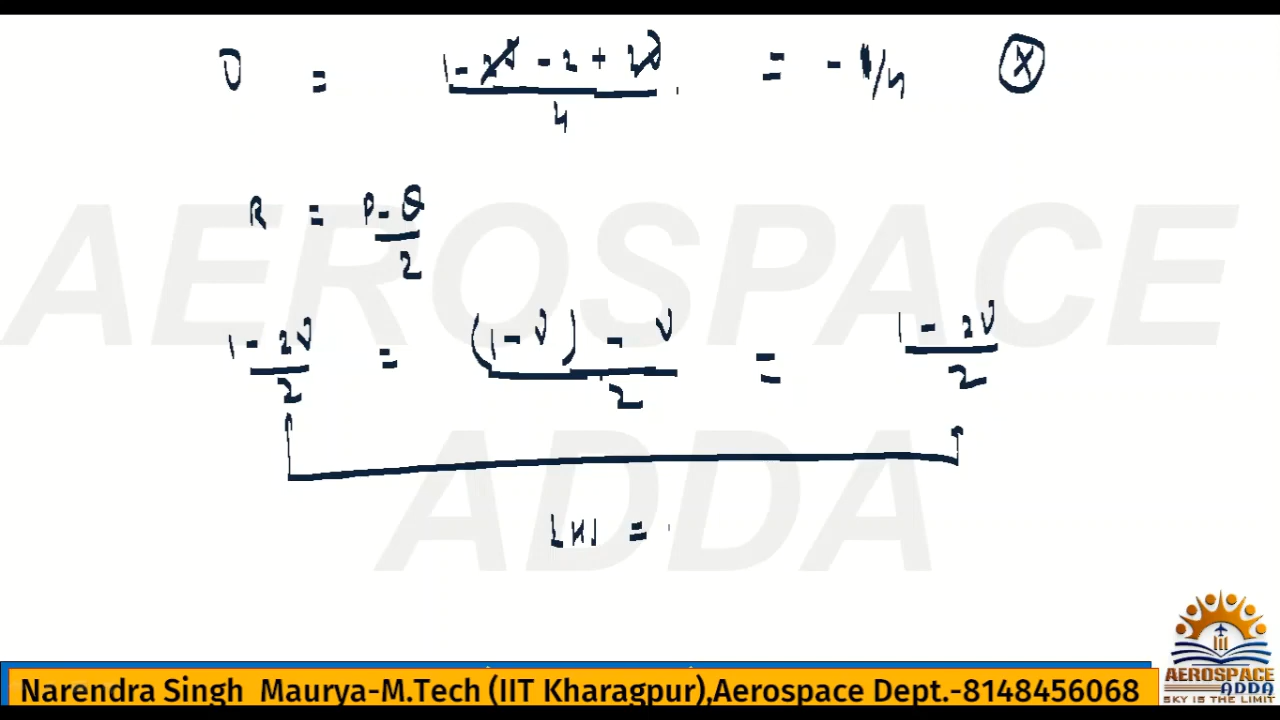 ν = 1-2ν - 2 + 2ν / 4 = - 1/4 ⊗
R = P - Q / 2
1 - 2ν / 2 = (1 - ν) - ν / 2 = 1 - 2ν / 2
LHS =
AEROSPACE
ADDA
Narendra Singh Maurya-M.Tech (IIT Kharagpur),Aerospace Dept.-8148456068
AEROSPACE
ADDA
SKY IS THE LIMIT